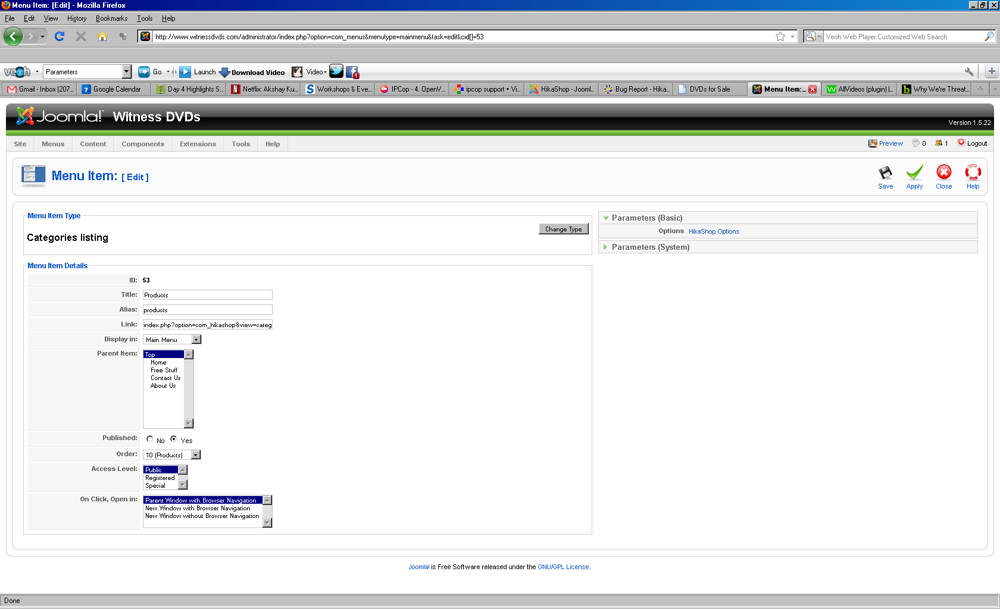 Menu Item: [Edit] - Mozilla Firefox
File Edit View History Bookmarks Tools Help
http://www.witnessdvds.com/administrator/index.php?option=com_menus&menutype=mainmenu&task=edit&cid[]=53
Veoh Web Player Customized Web Search
veoh Parameters Go Launch Download Video Video 1
Gmail - Inbox (207... 7 Google Calendar Day 4 Highlights S... Netflix: Akshay Ku... Workshops & Eve... IPCop - 4. OpenV... ipcop support • Vi... HikaShop - Jooml... Bug Report - Hika... DVDs for Sale Menu Item:... AllVideos (plugin) |... Why We're Threat...
Joomla! Witness DVDs
Version 1.5.22
Site Menus Content Components Extensions Tools Help Preview 0 1 Logout
Menu Item: [ Edit ]
Save Apply Close Help
Menu Item Type
Change Type
Categories listing
Parameters (Basic)
Options HikaShop Options
Parameters (System)
Menu Item Details
ID: 53
Title: Products
Alias: products
Link: index.php?option=com_hikashop&view=categ
Display in: Main Menu
Parent Item: Top
Home
Free Stuff
Contact Us
About Us
Published: No Yes
Order: 10 (Products)
Access Level: Public
Registered
Special
On Click, Open in: Parent Window with Browser Navigation
New Window with Browser Navigation
New Window without Browser Navigation
Joomla! is Free Software released under the GNU/GPL License.
Done